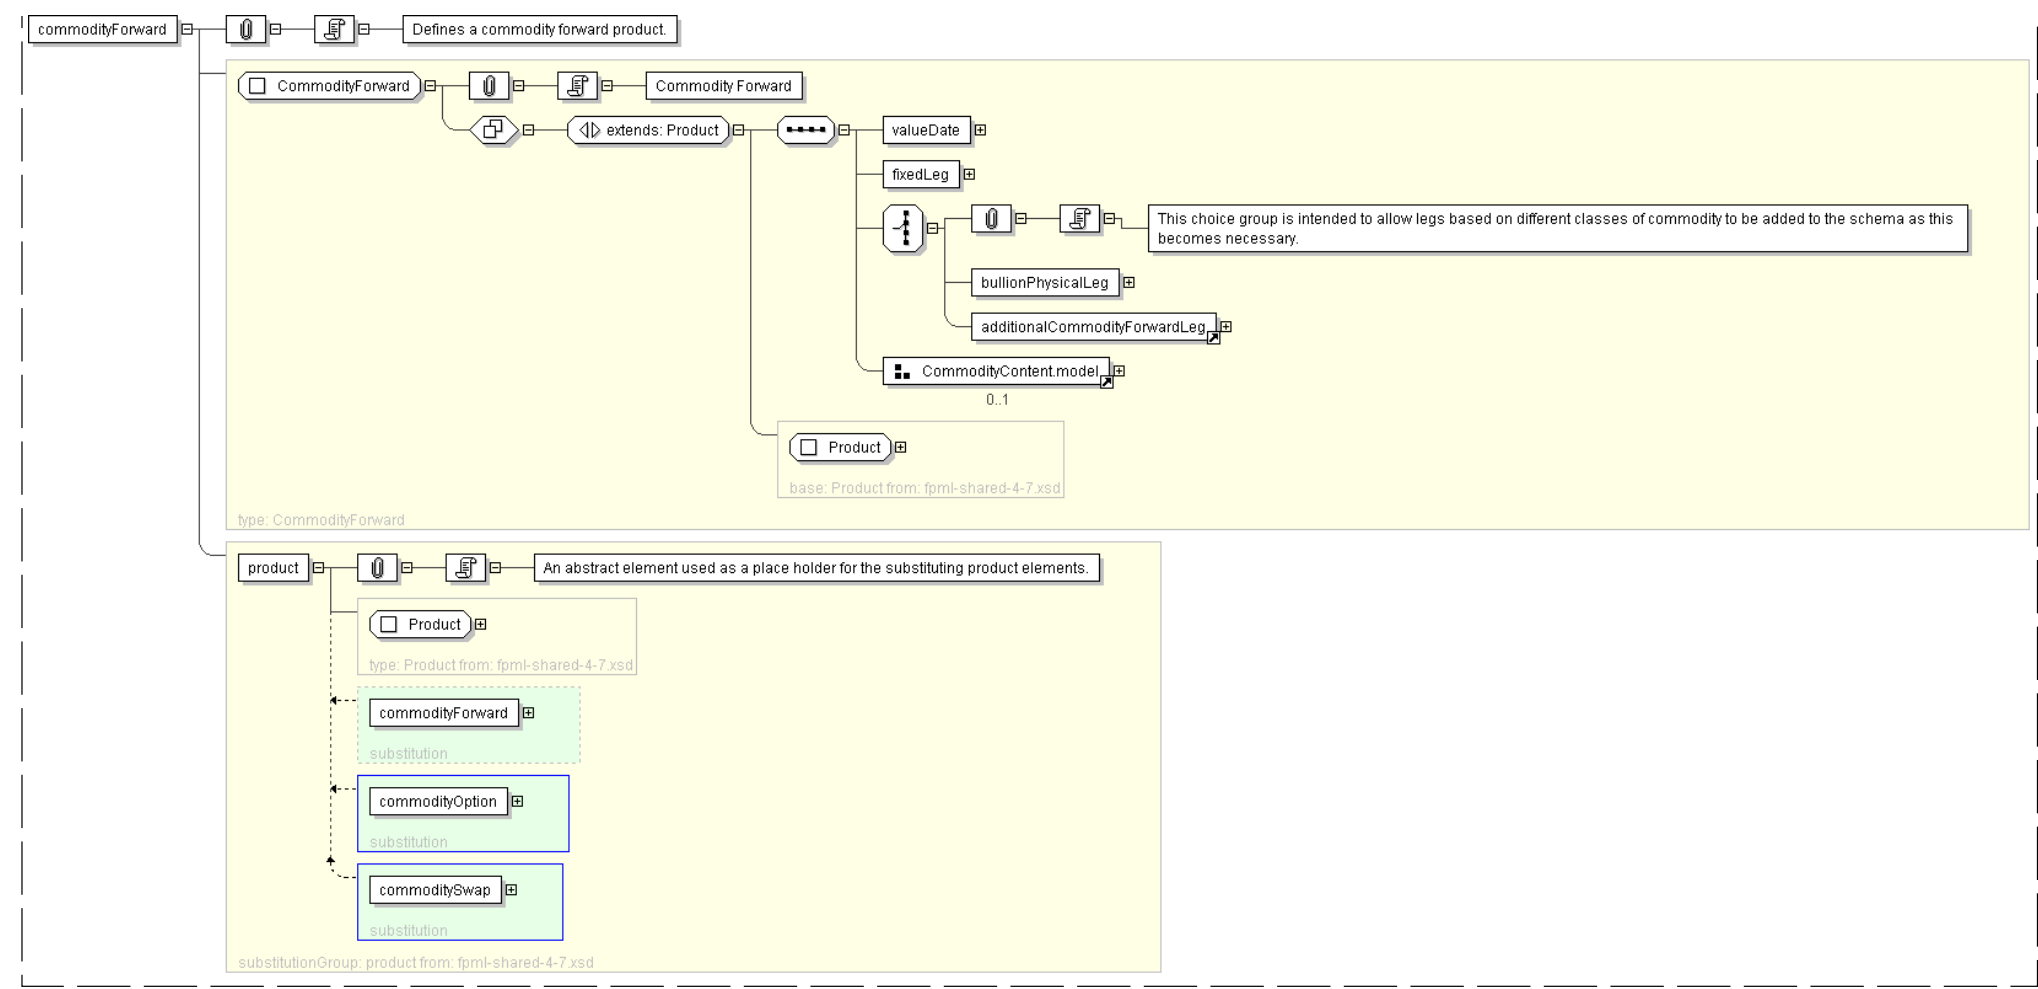 commodityForward
Defines a commodity forward product.
CommodityForward
Commodity Forward
extends: Product
valueDate
fixedLeg
This choice group is intended to allow legs based on different classes of commodity to be added to the schema as this
becomes necessary.
bullionPhysicalLeg
additionalCommodityForwardLeg
CommodityContent.model
0..1
Product
base: Product from: fpml-shared-4-7.xsd
type: CommodityForward
product
An abstract element used as a place holder for the substituting product elements.
Product
type: Product from: fpml-shared-4-7.xsd
commodityForward
substitution
commodityOption
substitution
commoditySwap
substitution
substitutionGroup: product from: fpml-shared-4-7.xsd